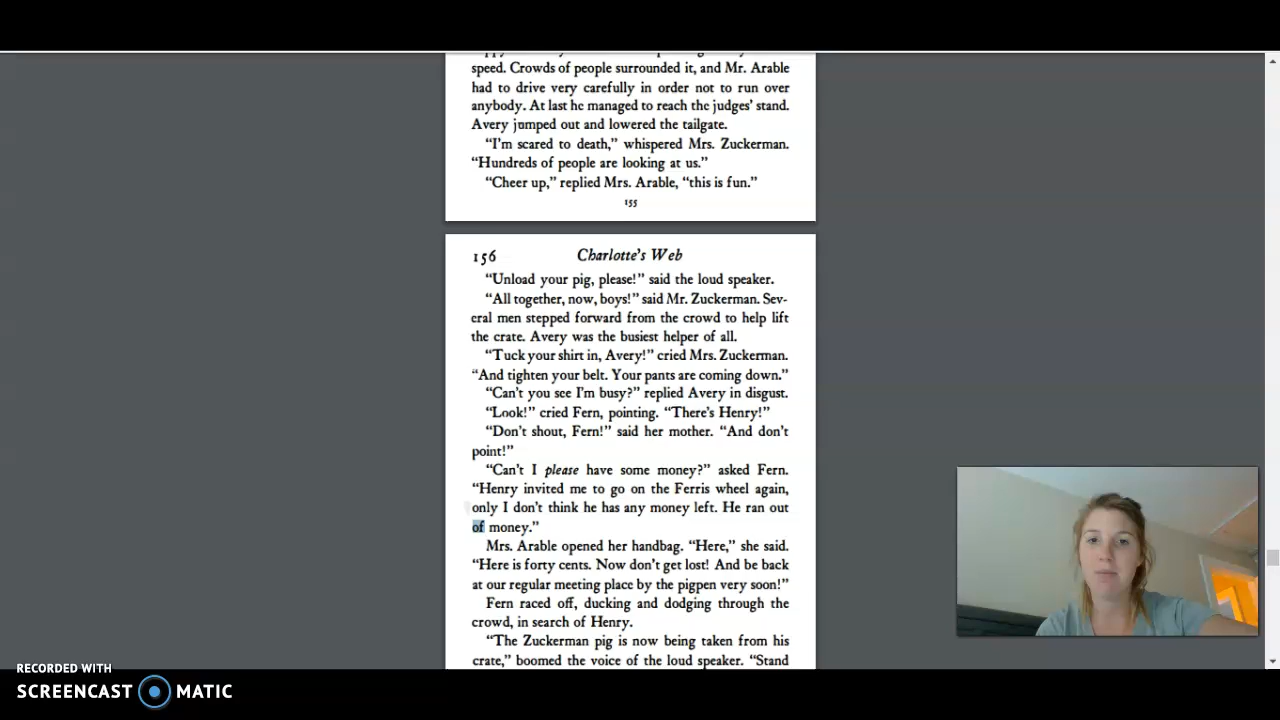 speed. Crowds of people surrounded it, and Mr. Arable
had to drive very carefully in order not to run over
anybody. At last he managed to reach the judges' stand.
Avery jumped out and lowered the tailgate.
“I'm scared to death,” whispered Mrs. Zuckerman.
“Hundreds of people are looking at us.”
“Cheer up,” replied Mrs. Arable, “this is fun.”
155
156 Charlotte's Web
“Unload your pig, please!” said the loud speaker.
“All together, now, boys!” said Mr. Zuckerman. Sev-
eral men stepped forward from the crowd to help lift
the crate. Avery was the busiest helper of all.
“Tuck your shirt in, Avery!” cried Mrs. Zuckerman.
“And tighten your belt. Your pants are coming down.”
“Can't you see I'm busy?” replied Avery in disgust.
“Look!” cried Fern, pointing. “There's Henry!”
“Don't shout, Fern!” said her mother. “And don't
point!”
“Can't I please have some money?” asked Fern.
“Henry invited me to go on the Ferris wheel again,
only I don't think he has any money left. He ran out
of money.”
Mrs. Arable opened her handbag. “Here,” she said.
“Here is forty cents. Now don't get lost! And be back
at our regular meeting place by the pigpen very soon!”
Fern raced off, ducking and dodging through the
crowd, in search of Henry.
“The Zuckerman pig is now being taken from his
crate,” boomed the voice of the loud speaker. “Stand
RECORDED WITH
SCREENCAST MATIC